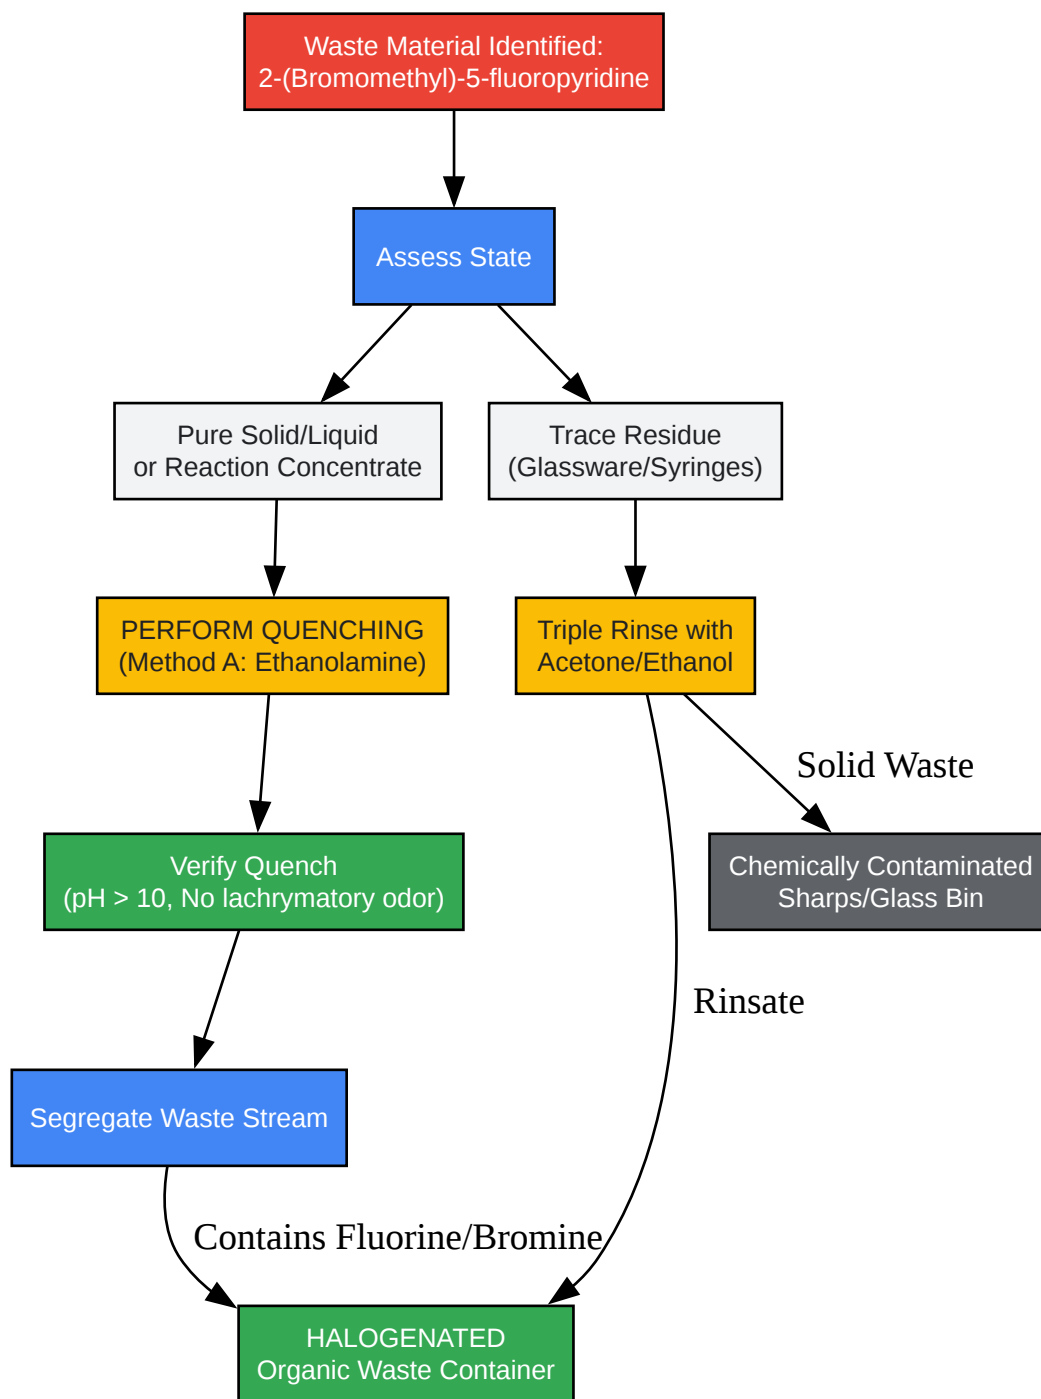 Waste Material Identified:
2-(Bromomethyl)-5-fluoropyridine
Assess State
Pure Solid/Liquid
or Reaction Concentrate
Trace Residue
(Glassware/Syringes)
PERFORM QUENCHING
(Method A: Ethanolamine)
Triple Rinse with
Acetone/Ethanol
Solid Waste
Verify Quench
(pH > 10, No lachrymatory odor)
Chemically Contaminated
Sharps/Glass Bin
Rinsate
Segregate Waste Stream
Contains Fluorine/Bromine
HALOGENATED
Organic Waste Container